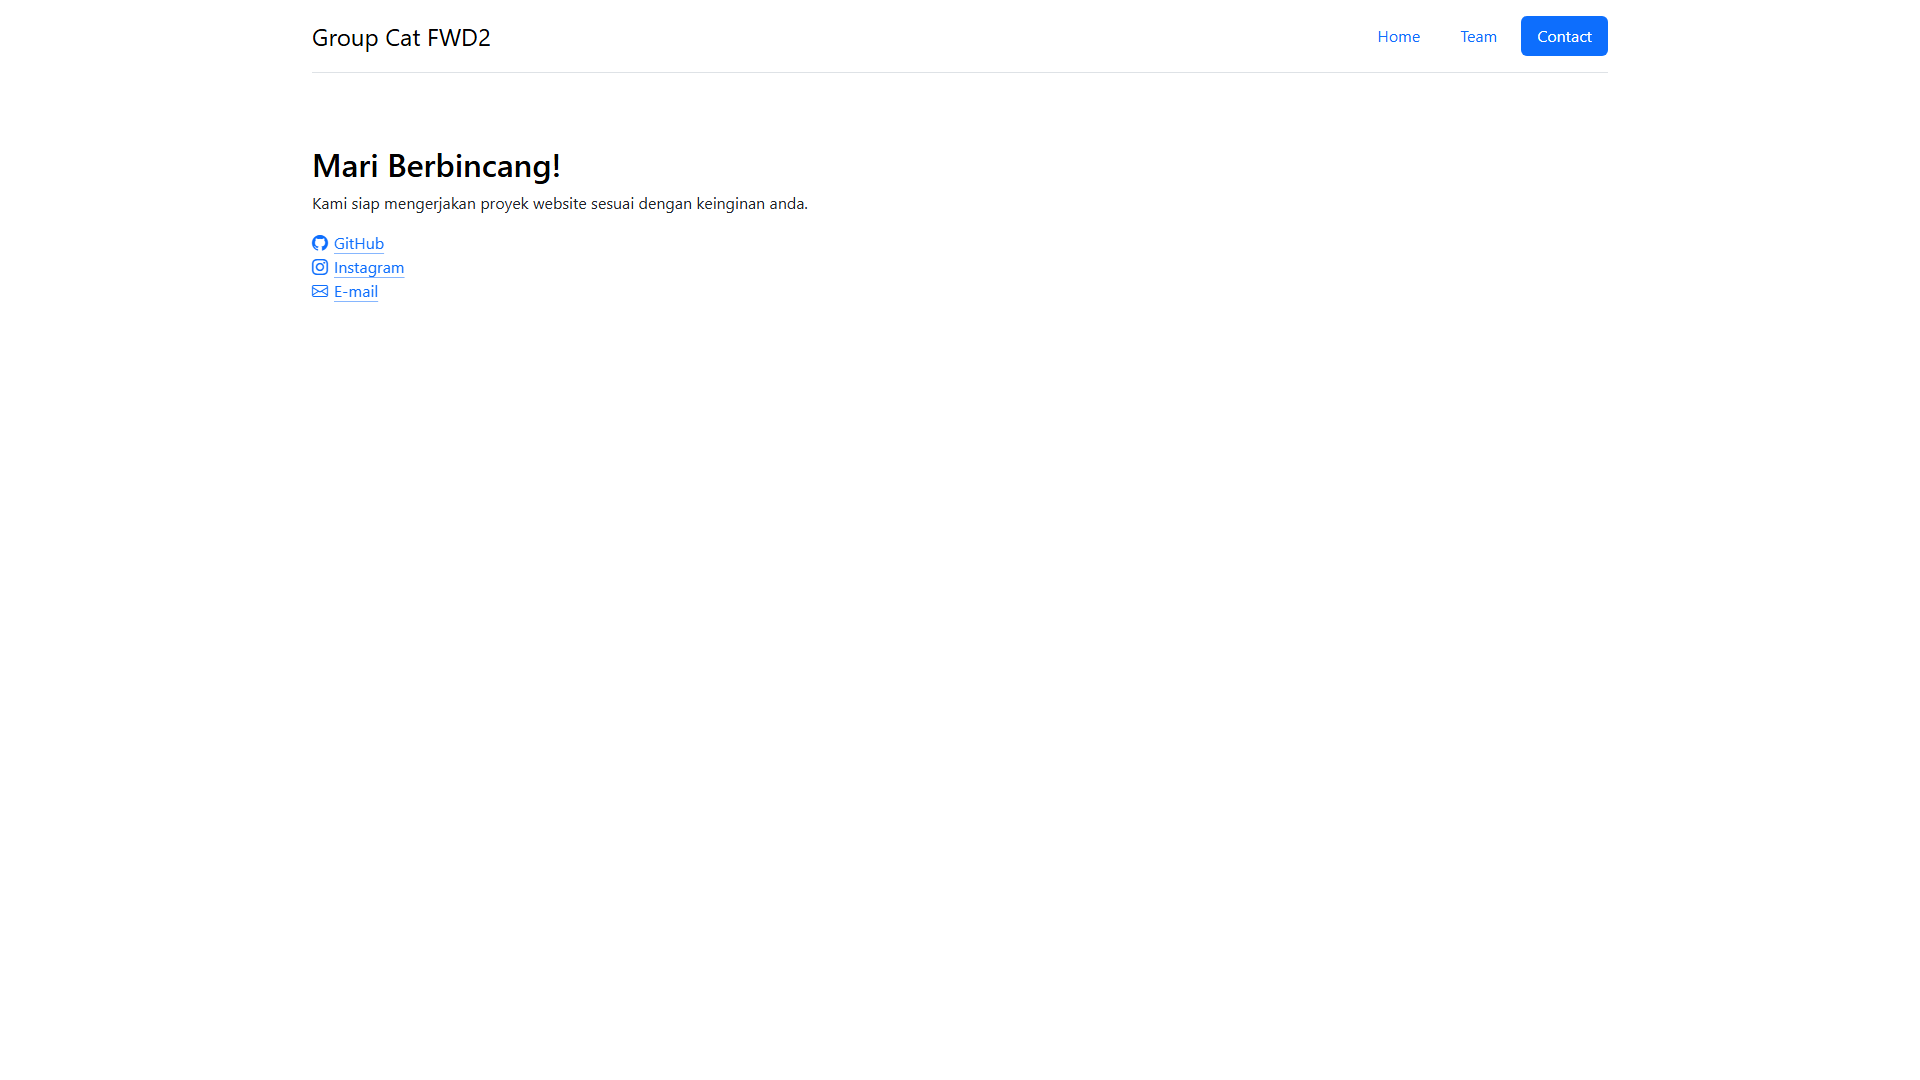 Group Cat FWD2
Home Team Contact
Mari Berbincang!
Kami siap mengerjakan proyek website sesuai dengan keinginan anda.
GitHub
Instagram
E-mail